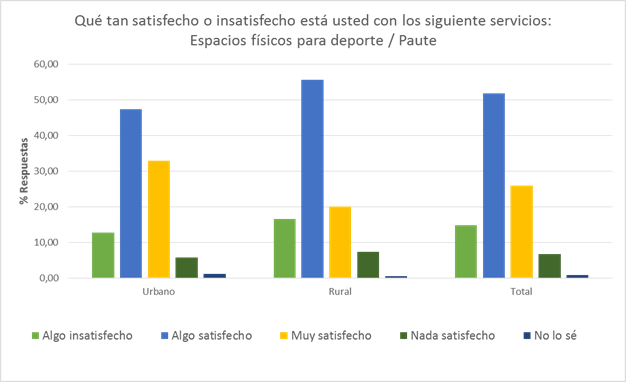 Qué tan satisfecho o insatisfecho está usted con los siguiente servicios:
Espacios físicos para deporte / Paute
60,00
50,00
40,00
30,00
20,00
10,00
0,00
% Respuestas
Urbano Rural Total
Algo insatisfecho Algo satisfecho Muy satisfecho Nada satisfecho No lo sé